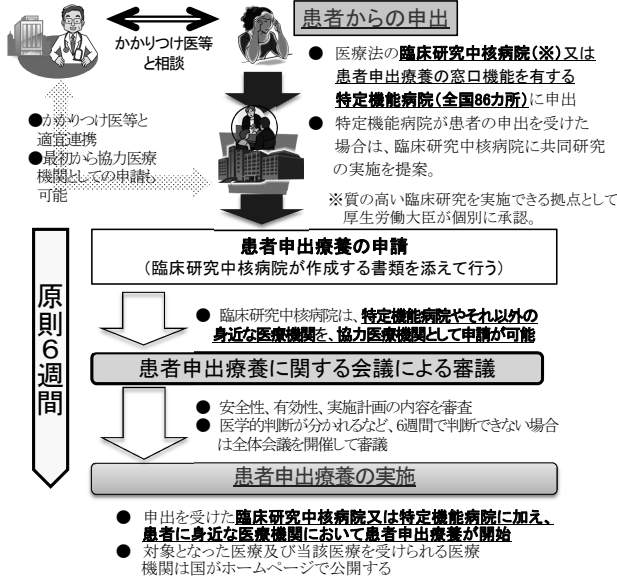 患者からの申出
かかりつけ医等
と相談
● 医療法の臨床研究中核病院(※)又は
患者申出療養の窓口機能を有する
特定機能病院(全国86カ所)に申出
● 特定機能病院が患者の申出を受けた
場合は、臨床研究中核病院に共同研究
の実施を提案。
※質の高い臨床研究を実施できる拠点として
厚生労働大臣が個別に承認。
●かかりつけ医等と
適宜連携
●最初から協力医療
機関としての申請も
可能
原則6週間
患者申出療養の申請
(臨床研究中核病院が作成する書類を添えて行う)
● 臨床研究中核病院は、特定機能病院やそれ以外の
身近な医療機関を、協力医療機関として申請が可能
患者申出療養に関する会議による審議
● 安全性、有効性、実施計画の内容を審査
● 医学的判断が分かれるなど、6週間で判断できない場合
は全体会議を開催して審議
患者申出療養の実施
● 申出を受けた臨床研究中核病院又は特定機能病院に加え、
患者に身近な医療機関において患者申出療養が開始
● 対象となった医療及び当該医療を受けられる医療
機関は国がホームページで公開する